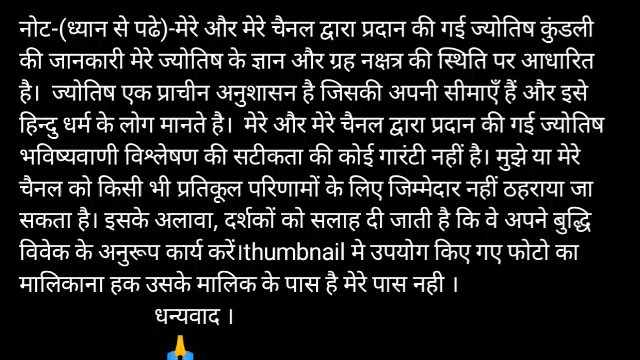 नोट-(ध्यान से पढे)-मेरे और मेरे चैनल द्वारा प्रदान की गई ज्योतिष कुंडली
की जानकारी मेरे ज्योतिष के ज्ञान और ग्रह नक्षत्र की स्थिति पर आधारित
है। ज्योतिष एक प्राचीन अनुशासन है जिसकी अपनी सीमाएँ हैं और इसे
हिन्दु धर्म के लोग मानते है। मेरे और मेरे चैनल द्वारा प्रदान की गई ज्योतिष
भविष्यवाणी विश्लेषण की सटीकता की कोई गारंटी नहीं है। मुझे या मेरे
चैनल को किसी भी प्रतिकूल परिणामों के लिए जिम्मेदार नहीं ठहराया जा
सकता है। इसके अलावा, दर्शकों को सलाह दी जाती है कि वे अपने बुद्धि
विवेक के अनुरूप कार्य करें।thumbnail मे उपयोग किए गए फोटो का
मालिकाना हक उसके मालिक के पास है मेरे पास नही ।
धन्यवाद ।
🙏